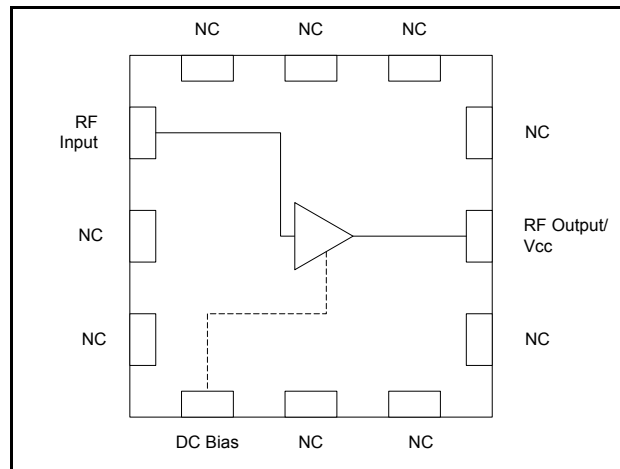 NC NC NC
RF
Input
NC
NC
RF Output/
Vcc
NC
NC
DC Bias NC NC